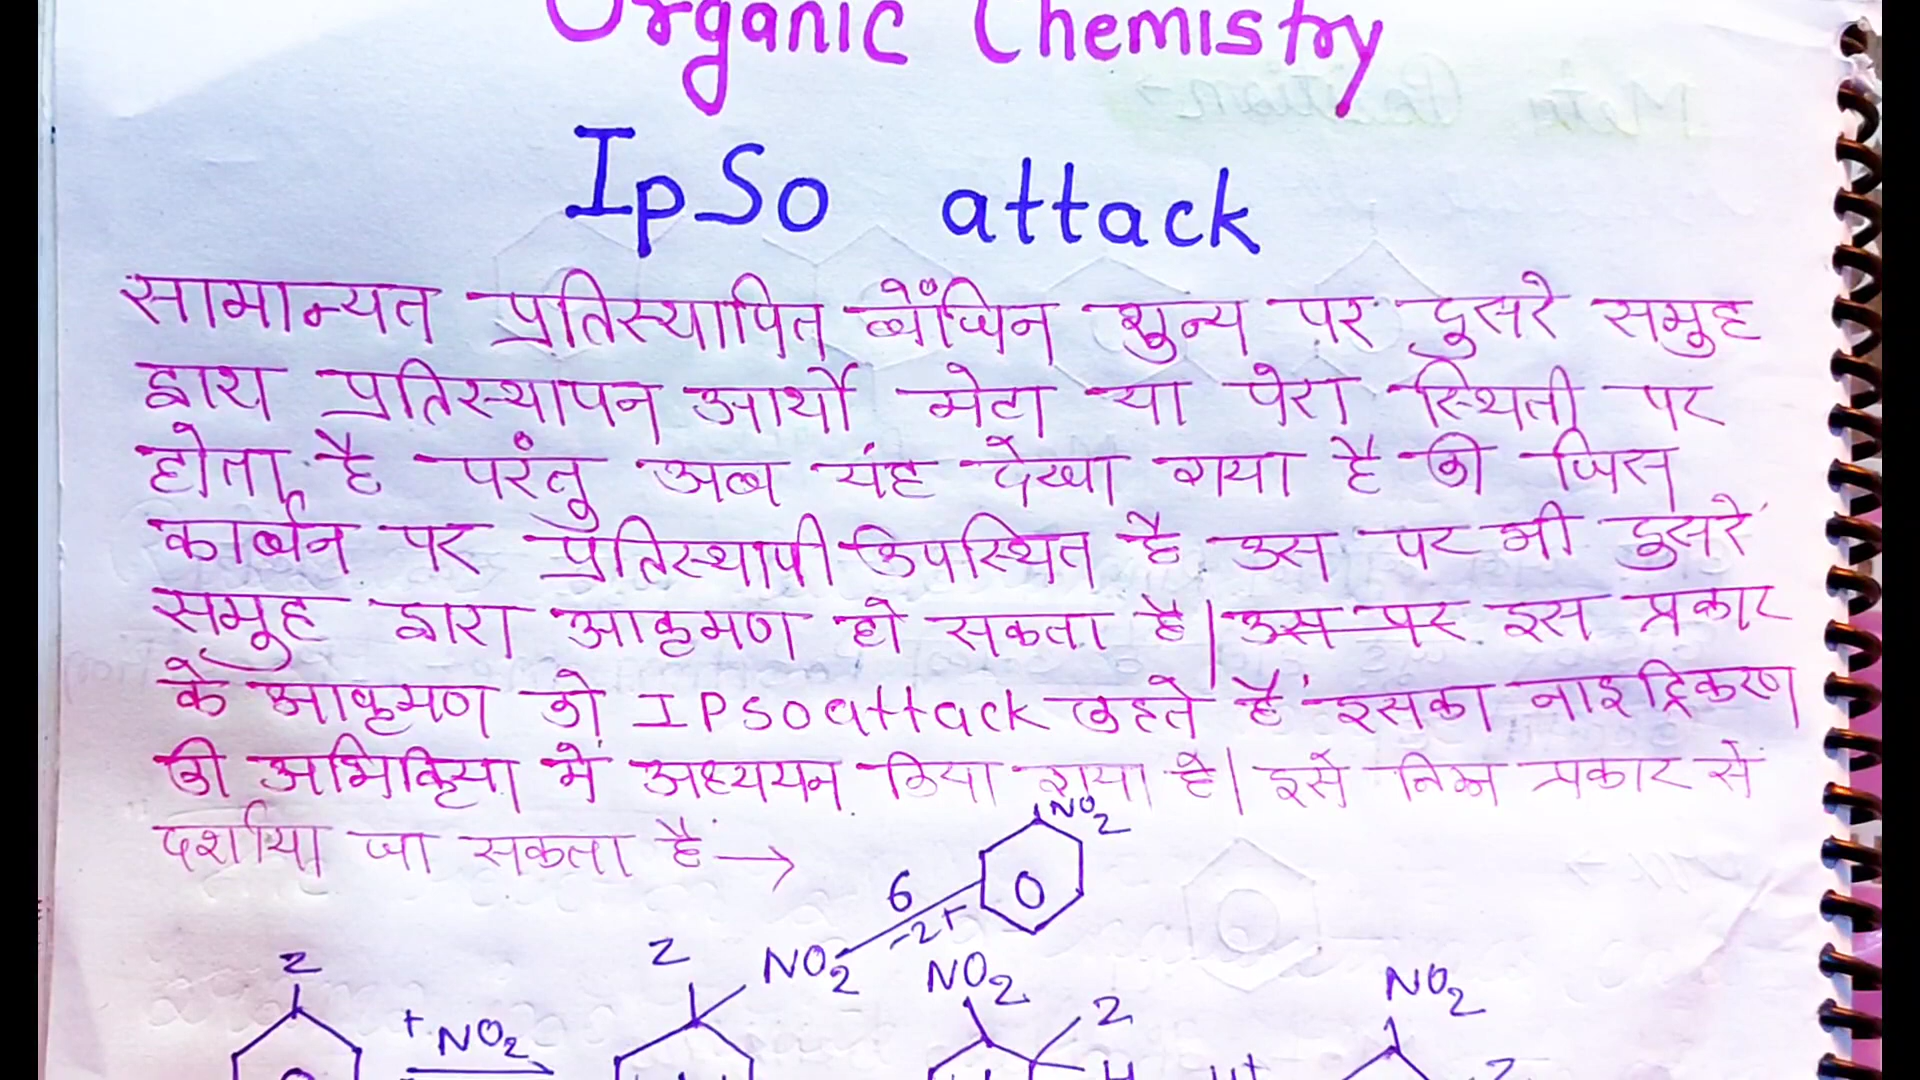 Organic Chemistry
Ipso attack
सामान्यत प्रतिस्थापित बेंजिन शुन्य पर दुसरे समुह
द्वारा प्रतिस्थापन आर्थो मेटा या पेरा स्थिती पर
होता है परंतु अब यंह देखा गया है की जिस
कार्बन पर प्रतिस्थापी उपस्थित है उस पर भी दुसरे
समुह द्वारा आक्रमण हो सकता है| उस पर इस प्रकार
के आक्रमण को IPSO attack कहते हैं इसका नाइट्रिकरण
की अभिक्रिया में अध्ययन किया गया है| इसे निम्न प्रकार से
दर्शाया जा सकता है →
NO2
6
-Z+
Z
Z NO2
NO2
Z
NO2
+NO2
Z
H
H+